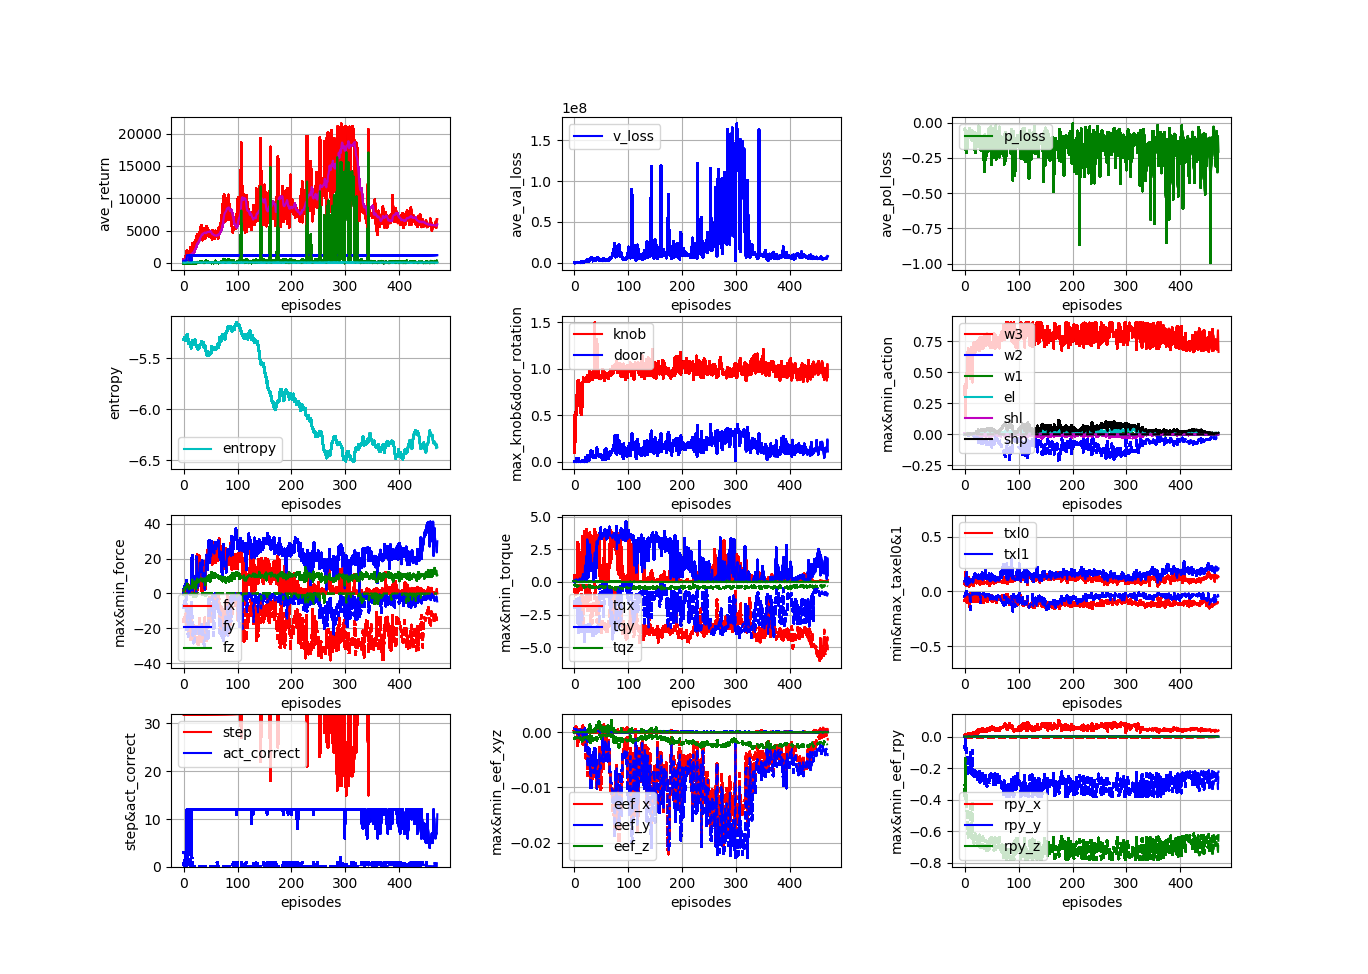 1e8
20000
15000
10000
5000
0
ave_return
0 100 200 300 400
episodes
1.5
1.0
0.5
0.0
ave_val_loss
v_loss
0 100 200 300 400
episodes
0.00
−0.25
−0.50
−0.75
−1.00
ave_pol_loss
p_loss
0 100 200 300 400
episodes
−5.5
−6.0
−6.5
entropy
entropy
0 100 200 300 400
episodes
1.5
1.0
0.5
0.0
max_knob&door_rotation
knob
door
0 100 200 300 400
episodes
0.75
0.50
0.25
0.00
−0.25
max&min_action
w3
w2
w1
el
shl
shp
0 100 200 300 400
episodes
40
20
0
−20
−40
max&min_force
fx
fy
fz
0 100 200 300 400
episodes
5.0
2.5
0.0
−2.5
−5.0
max&min_torque
tqx
tqy
tqz
0 100 200 300 400
episodes
0.5
0.0
−0.5
min&max_taxel0&1
txl0
txl1
0 100 200 300 400
episodes
30
20
10
0
step&act_correct
step
act_correct
0 100 200 300 400
episodes
0.00
−0.01
−0.02
max&min_eef_xyz
eef_x
eef_y
eef_z
0 100 200 300 400
episodes
0.0
−0.2
−0.4
−0.6
−0.8
max&min_eef_rpy
rpy_x
rpy_y
rpy_z
0 100 200 300 400
episodes